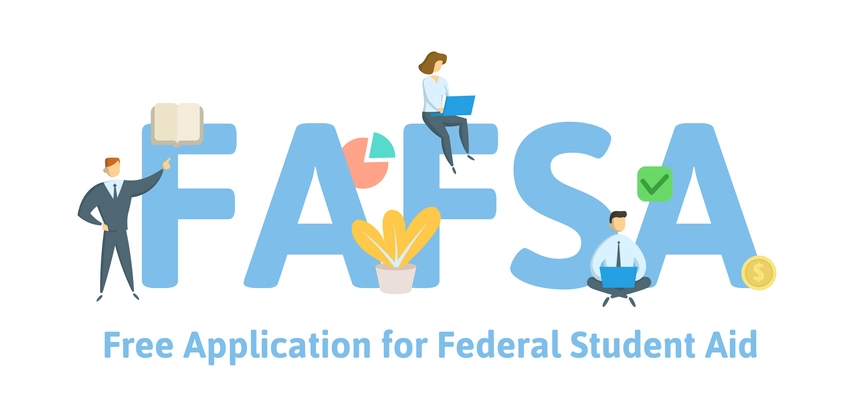 FAFSA
$
Free Application for Federal Student Aid